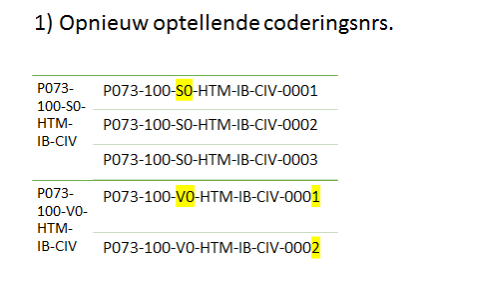 1) Opnieuw optellende coderingsnrs.
P073-
100-S0-
HTM-
IB-CIV
P073-100-S0-HTM-IB-CIV-0001
P073-100-S0-HTM-IB-CIV-0002
P073-100-S0-HTM-IB-CIV-0003
P073-
100-V0-
HTM-
IB-CIV
P073-100-V0-HTM-IB-CIV-0001
P073-100-V0-HTM-IB-CIV-0002